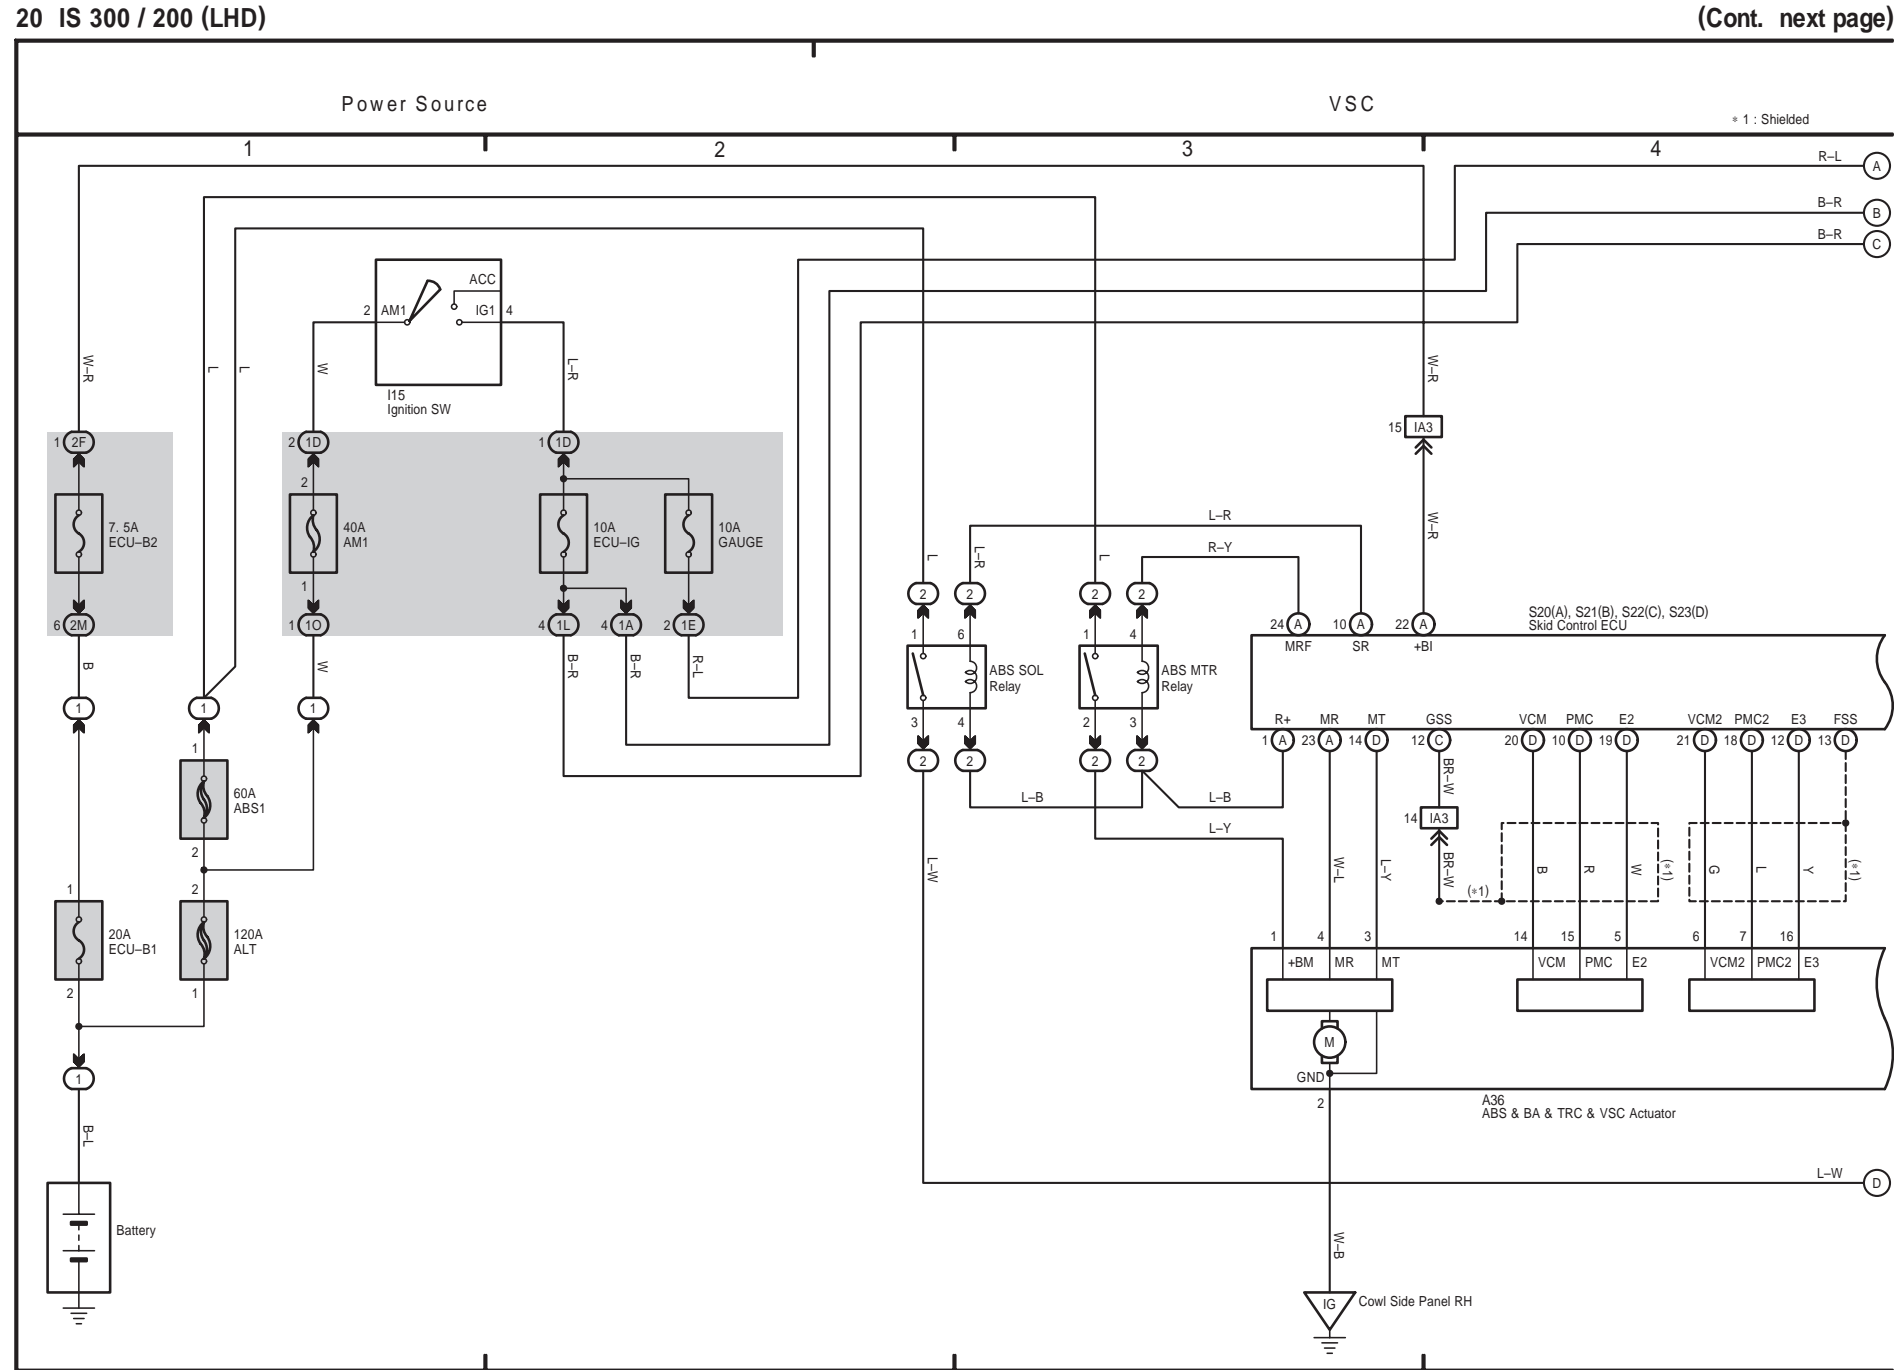 20 IS 300 / 200 (LHD)
(Cont. next page)
Power Source
VSC
∗ 1 : Shielded
1
2
3
4
R–L
A
B–R
B
B–R
C
ACC
2
AM1
IG1
4
I15
Ignition SW
W–R
L
L
W
L–R
W–R
1
2F
2
1D
1
1D
15
IA3
2
7. 5A
ECU–B2
40A
AM1
10A
ECU–IG
10A
GAUGE
L–R
R–Y
W–R
L
L–R
L
1
2
2
2
2
6
2M
1
1O
4
1L
4
1A
2
1E
1
6
1
4
24
A
10
A
22
A
S20(A), S21(B), S22(C), S23(D)
Skid Control ECU
MRF
SR
+BI
B
W
B–R
B–R
R–L
ABS SOL
Relay
ABS MTR
Relay
1
1
1
3
4
2
3
R+
MR
MT
GSS
VCM
PMC
E2
VCM2
PMC2
E3
FSS
1
A
23
A
14
D
12
C
20
D
10
D
19
D
21
D
18
D
12
D
13
D
1
2
2
2
2
60A
ABS1
L–B
L–B
BR–W
14
IA3
L–Y
2
L–W
W–L
L–Y
BR–W
(∗1)
B
R
W
(∗1)
G
L
Y
(∗1)
1
2
20A
ECU–B1
120A
ALT
1
4
3
14
15
5
6
7
16
+BM
MR
MT
VCM
PMC
E2
VCM2
PMC2
E3
2
1
M
GND
1
2
A36
ABS & BA & TRC & VSC Actuator
B–L
L–W
D
Battery
W–B
IG
Cowl Side Panel RH